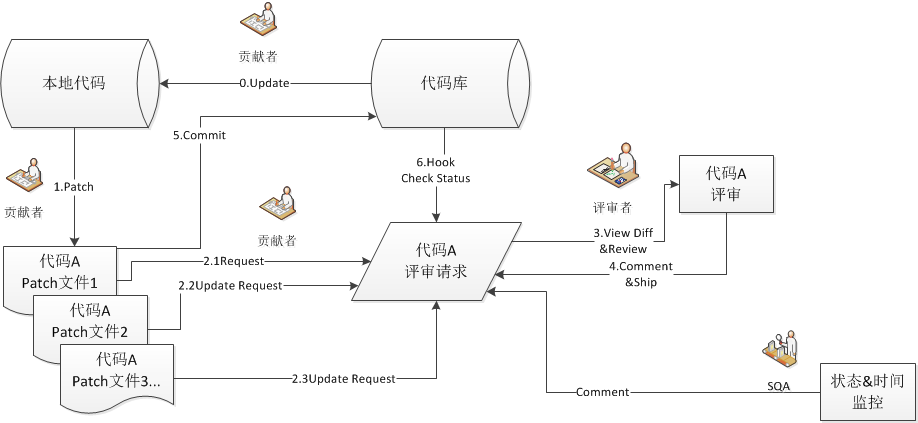 贡献者
本地代码
0.Update
代码库
5.Commit
1.Patch
贡献者
6.Hook
Check Status
评审者
代码A
评审
贡献者
3.View Diff
&Review
代码A
评审请求
4.Comment
&Ship
代码A
Patch文件1
2.1Request
2.2Update Request
代码A
Patch文件2
代码A
Patch文件3...
2.3Update Request
Comment
SQA
状态&时间
监控